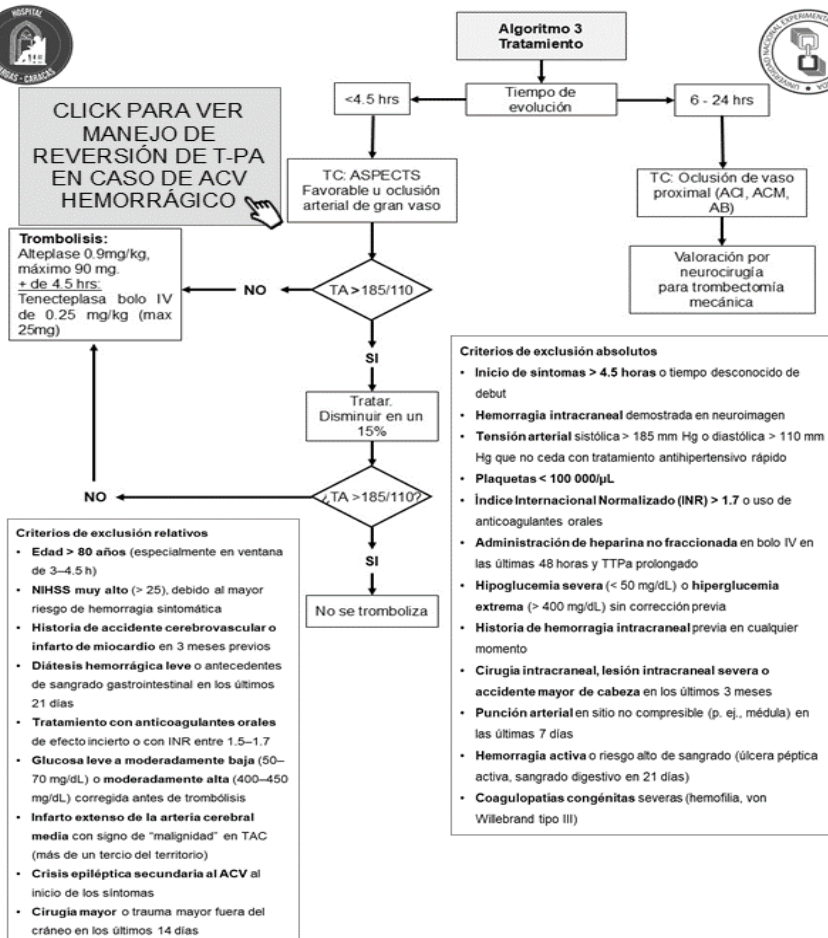 HOSPITAL
VARGAS - CARACAS
UNIVERSIDAD NACIONAL EXPERIMENTAL
Algoritmo 3
Tratamiento
<4.5 hrs
Tiempo de
evolución
6 - 24 hrs
CLICK PARA VER
MANEJO DE
REVERSIÓN DE T-PA
EN CASO DE ACV
HEMORRÁGICO
TC: ASPECTS
Favorable u oclusión
arterial de gran vaso
TC: Oclusión de vaso
proximal (ACI, ACM,
AB)
Trombolisis:
Alteplase 0.9mg/kg,
máximo 90 mg.
+ de 4.5 hrs:
Tenecteplasa bolo IV
de 0.25 mg/kg (max
25mg)
NO
TA>185/110
Valoración por
neurocirugía
para trombectomía
mecánica
SI
Tratar.
Disminuir en un
15%
NO
¿TA >185/110?
SI
No se tromboliza
Criterios de exclusión absolutos
• Inicio de síntomas > 4.5 horas o tiempo desconocido de
debut
• Hemorragia intracraneal demostrada en neuroimagen
• Tensión arterial sistólica > 185 mm Hg o diastólica > 110 mm
Hg que no ceda con tratamiento antihipertensivo rápido
• Plaquetas < 100 000/µL
• Índice Internacional Normalizado (INR) > 1.7 o uso de
anticoagulantes orales
• Administración de heparina no fraccionada en bolo IV en
las últimas 48 horas y TTPa prolongado
• Hipoglucemia severa (< 50 mg/dL) o hiperglucemia
extrema (> 400 mg/dL) sin corrección previa
• Historia de hemorragia intracraneal previa en cualquier
momento
• Cirugía intracraneal, lesión intracraneal severa o
accidente mayor de cabeza en los últimos 3 meses
• Punción arterial en sitio no compresible (p. ej., médula) en
las últimas 7 días
• Hemorragia activa o riesgo alto de sangrado (úlcera péptica
activa, sangrado digestivo en 21 días)
• Coagulopatías congénitas severas (hemofilia, von
Willebrand tipo III)
Criterios de exclusión relativos
• Edad > 80 años (especialmente en ventana
de 3–4.5 h)
• NIHSS muy alto (> 25), debido al mayor
riesgo de hemorragia sintomática
• Historia de accidente cerebrovascular o
infarto de miocardio en 3 meses previos
• Diátesis hemorrágica leve o antecedentes
de sangrado gastrointestinal en los últimos
21 días
• Tratamiento con anticoagulantes orales
de efecto incierto o con INR entre 1.5–1.7
• Glucosa leve a moderadamente baja (50–
70 mg/dL) o moderadamente alta (400–450
mg/dL) corregida antes de trombólisis
• Infarto extenso de la arteria cerebral
media con signo de “malignidad” en TAC
(más de un tercio del territorio)
• Crisis epiléptica secundaria al ACV al
inicio de los síntomas
• Cirugía mayor o trauma mayor fuera del
cráneo en los últimos 14 días